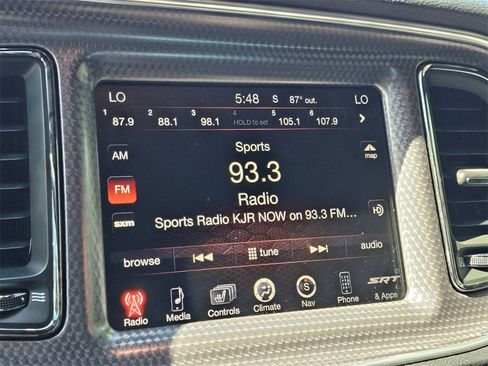 LO 5:48 S 87° out. LO
1 87.9 2 88.1 3 98.1 4 HOLD to set 5 105.1 6 107.9
Sports
AM
map
93.3
FM
Radio
sxm
Sports Radio KJR NOW on 93.3 FM...
HD
browse tune audio
SRT
S
Radio Media Controls Climate Nav Phone & Apps